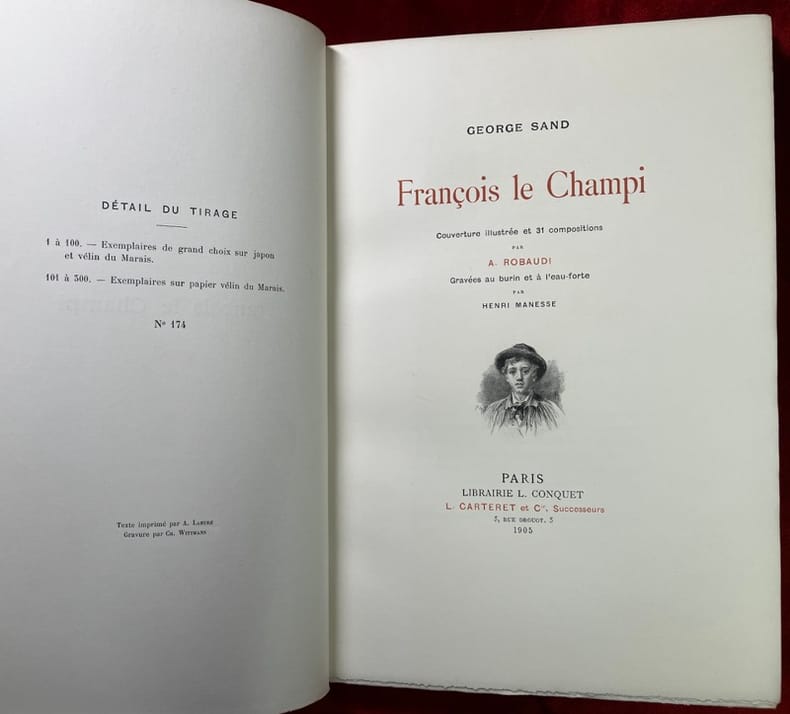 DÉTAIL DU TIRAGE
1 à 100. — Exemplaires de grand choix sur japon
et vélin du Marais.
101 à 300. — Exemplaires sur papier vélin du Marais.
Nº 174
Texte imprimé par A. Lahure
Gravure par Ch. Wittmann
GEORGE SAND
François le Champi
Couverture illustrée et 31 compositions
PAR
A. ROBAUDI
Gravées au burin et à l'eau-forte
PAR
HENRI MANESSE
PARIS
LIBRAIRIE L. CONQUET
L. CARTERET et Cie, Successeurs
5, RUE DROUOT, 5
1905